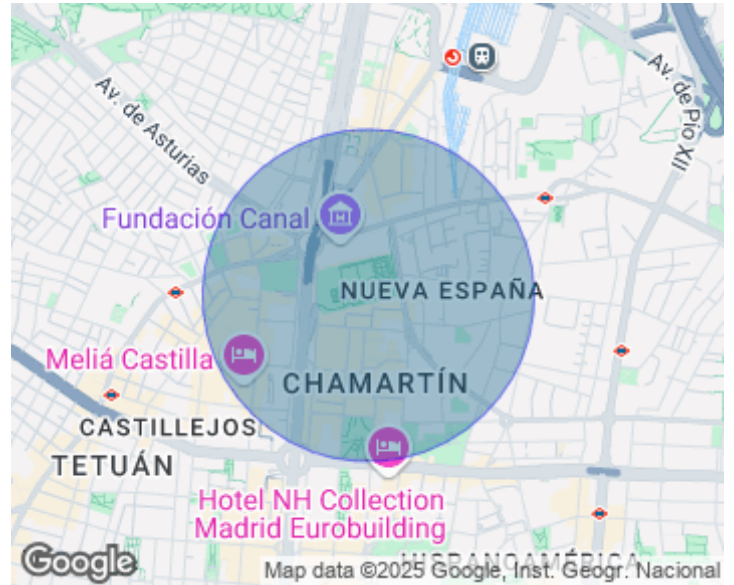 Av. de Asturias
Av. de Pío XII
Fundación Canal
NUEVA ESPAÑA
Meliá Castilla
CHAMARTÍN
CASTILLEJOS
TETUÁN
Hotel NH Collection
Madrid Eurobuilding
HISPANOAMÉRICA
Google
Map data ©2025 Google, Inst. Geogr. Nacional